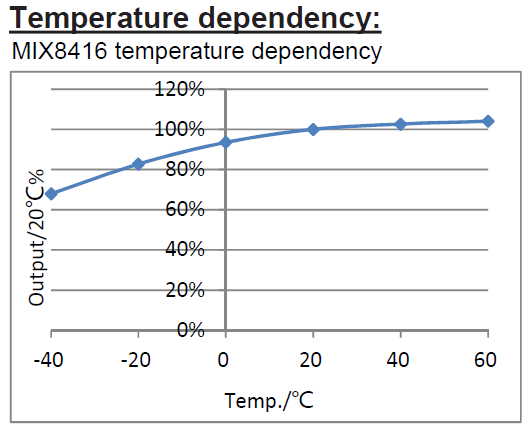 Temperature dependency:
MIX8416 temperature dependency
120%
100%
80%
60%
40%
20%
0%
Output/20℃%
-40 -20 0 20 40 60
Temp./℃